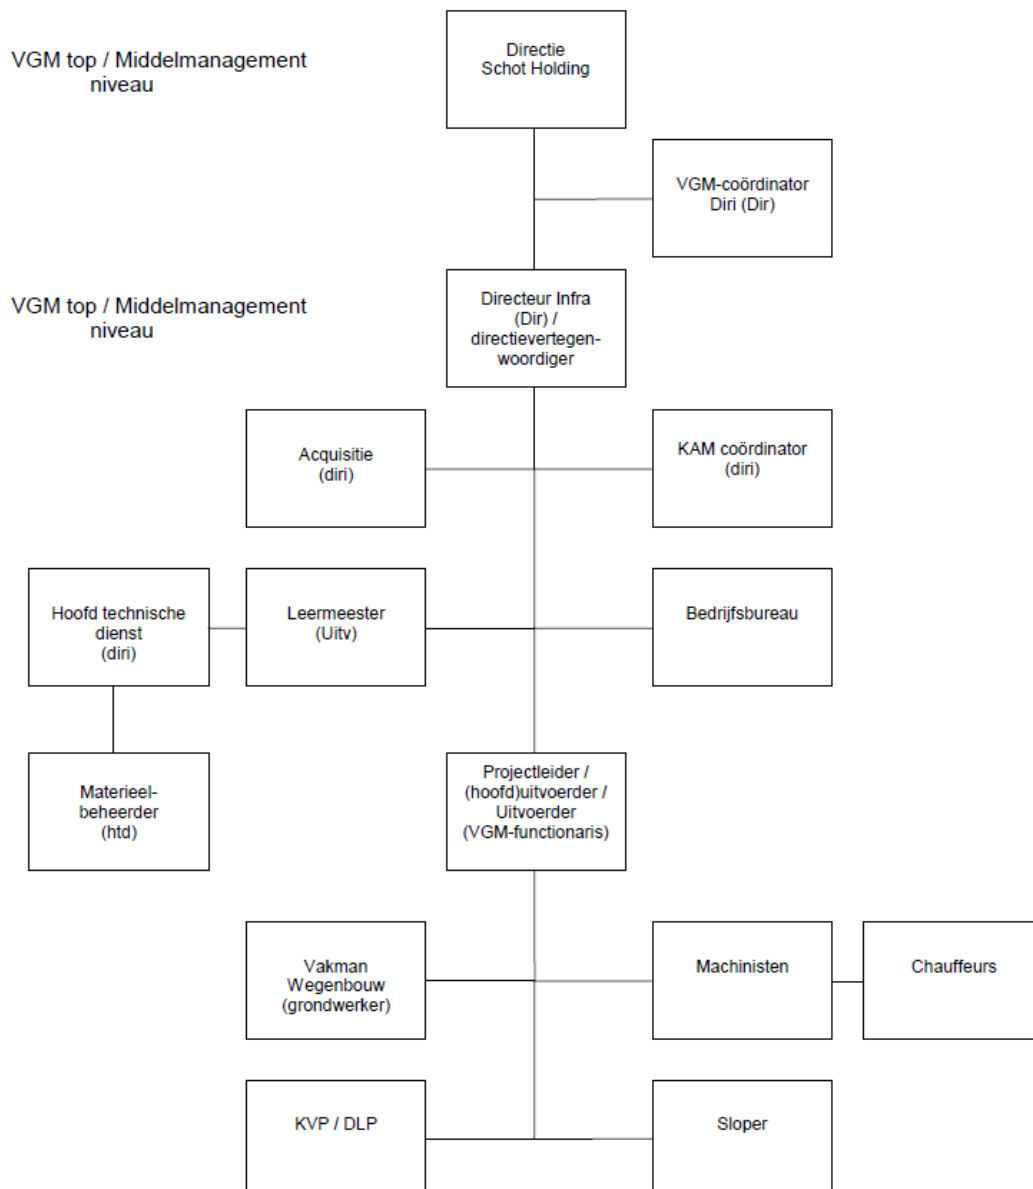 VGM top / Middelmanagement
niveau
Directie
Schot Holding
VGM-coördinator
Diri (Dir)
VGM top / Middelmanagement
niveau
Directeur Infra
(Dir) /
directievertegen-
woordiger
Acquisitie
(diri)
KAM coördinator
(diri)
Hoofd technische
dienst
(diri)
Leermeester
(Uitv)
Bedrijfsbureau
Materieel-
beheerder
(htd)
Projectleider /
(hoofd)uitvoerder /
Uitvoerder
(VGM-functionaris)
Vakman
Wegenbouw
(grondwerker)
Machinisten
Chauffeurs
KVP / DLP
Sloper